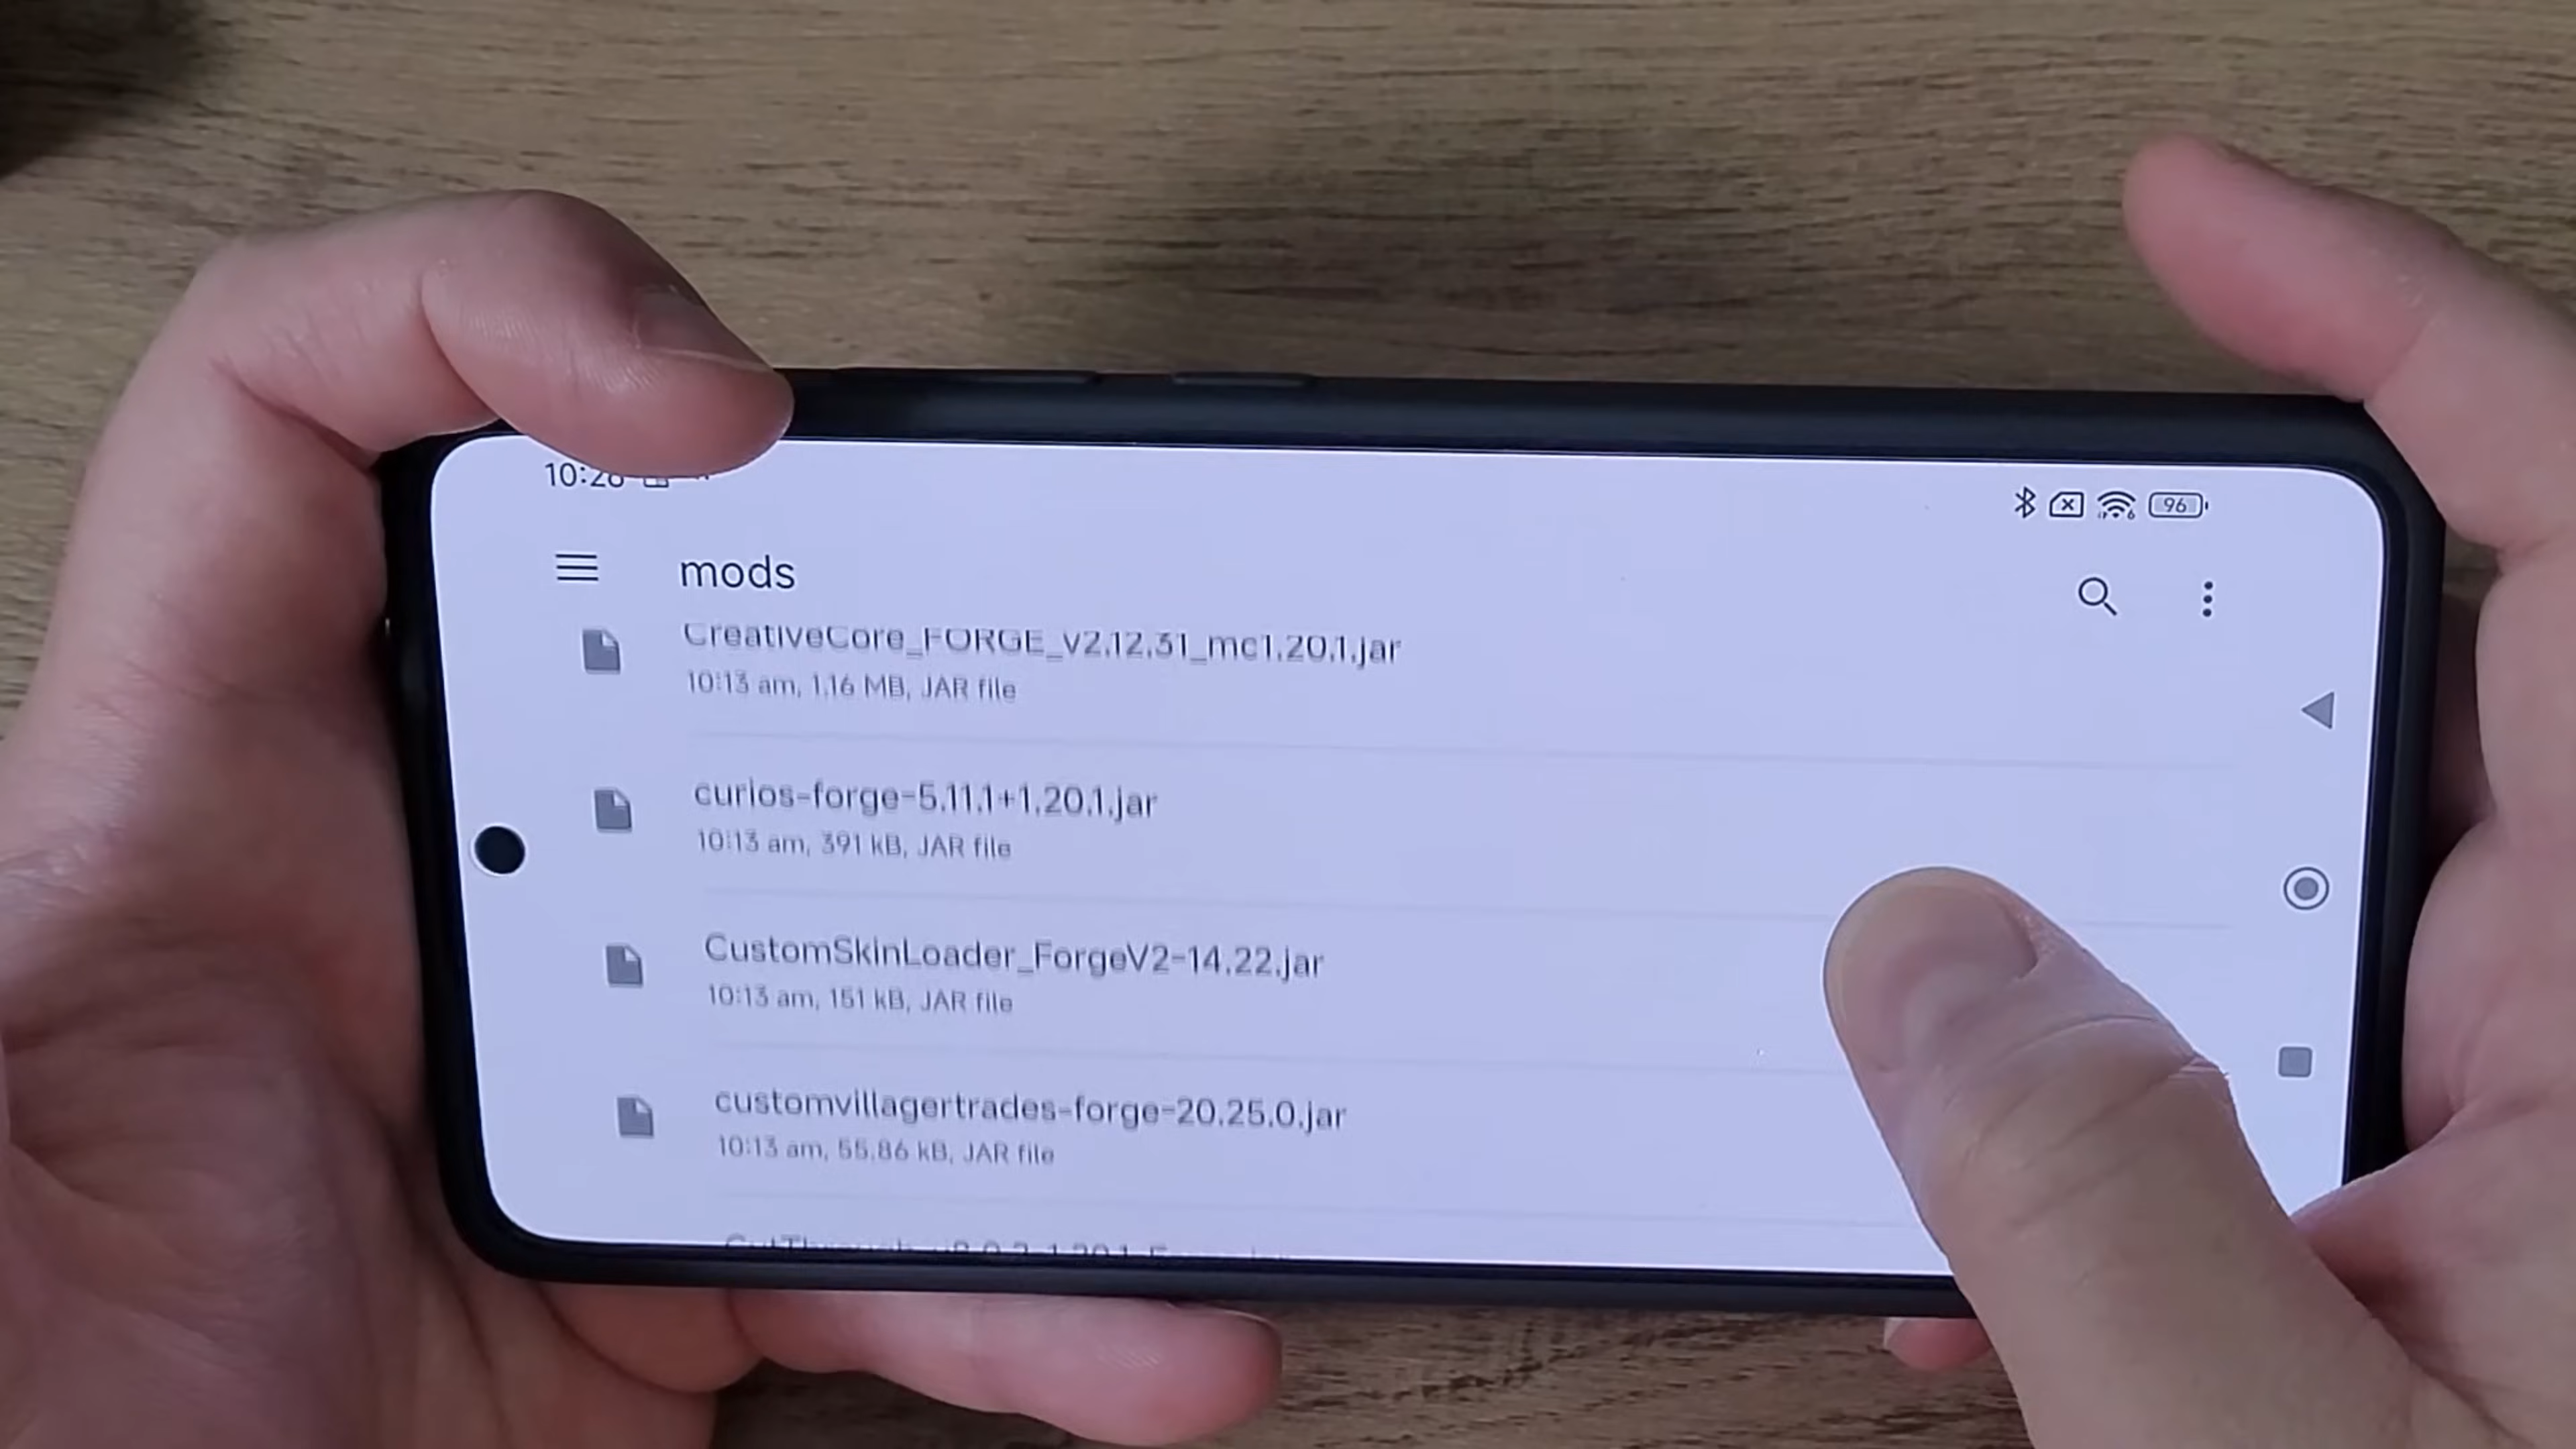 10:26
96
mods
CreativeCore_FORGE_v2.12.31_mc1.20.1.jar
10:13 am, 1.16 MB, JAR file
curios-forge-5.11.1+1.20.1.jar
10:13 am, 391 kB, JAR file
CustomSkinLoader_ForgeV2-14.22.jar
10:13 am, 151 kB, JAR file
customvillagertrades-forge-20.25.0.jar
10:13 am, 55.86 kB, JAR file